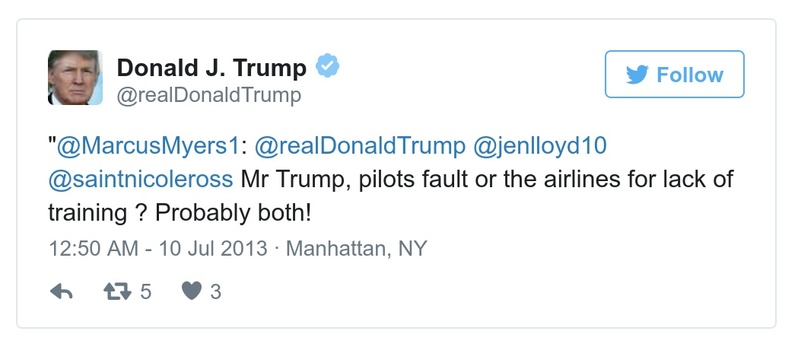 Donald J. Trump
@realDonaldTrump
Follow
"@MarcusMyers1: @realDonaldTrump @jenlloyd10
@saintnicoleross Mr Trump, pilots fault or the airlines for lack of
training ? Probably both!
12:50 AM - 10 Jul 2013 · Manhattan, NY
5 3